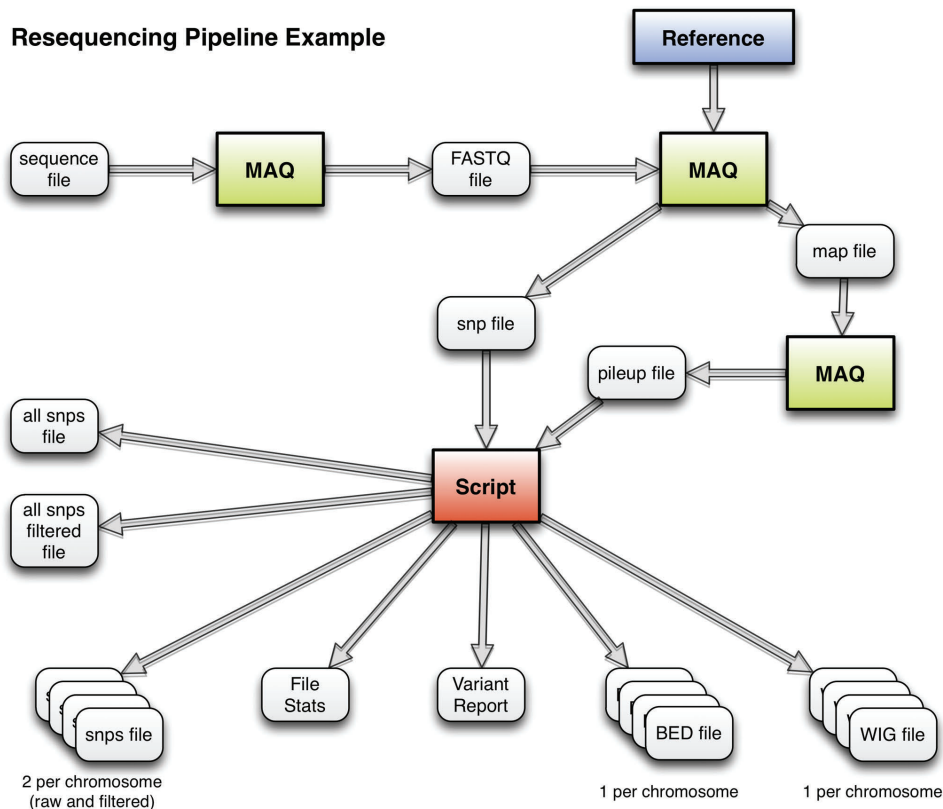 Resequencing Pipeline Example
Reference
sequence
file
MAQ
FASTQ
file
MAQ
map file
snp file
pileup file
MAQ
all snps
file
Script
all snps
filtered
file
File
Stats
Variant
Report
snps file
BED file
WIG file
2 per chromosome
(raw and filtered)
1 per chromosome
1 per chromosome